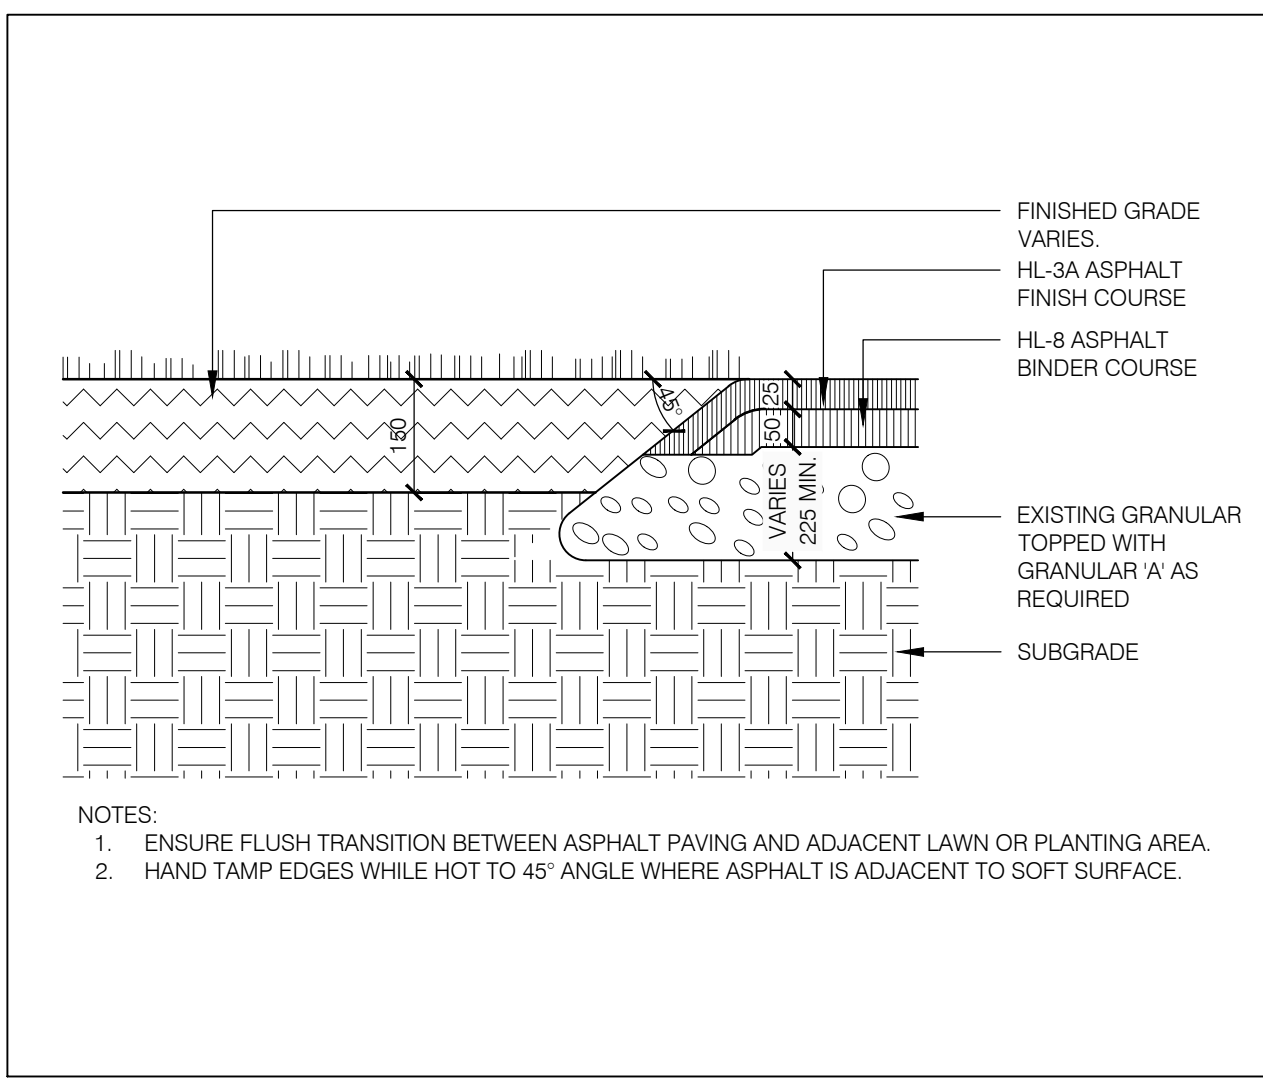 FINISHED GRADE
VARIES.
HL-3A ASPHALT
FINISH COURSE
HL-8 ASPHALT
BINDER COURSE
45°
25
150
50
VARIES
225 MIN.
EXISTING GRANULAR
TOPPED WITH
GRANULAR 'A' AS
REQUIRED
SUBGRADE
NOTES:
1. ENSURE FLUSH TRANSITION BETWEEN ASPHALT PAVING AND ADJACENT LAWN OR PLANTING AREA.
2. HAND TAMP EDGES WHILE HOT TO 45° ANGLE WHERE ASPHALT IS ADJACENT TO SOFT SURFACE.